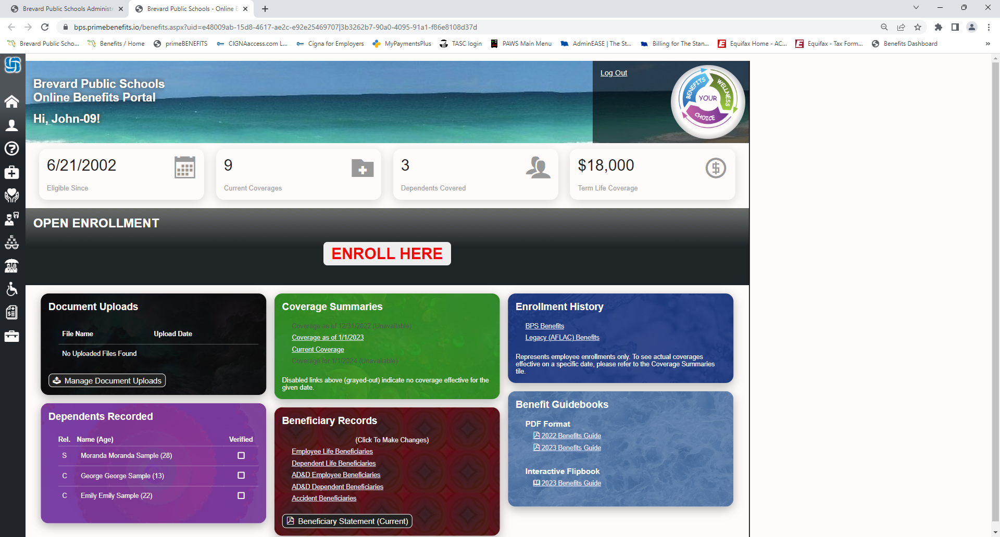 Brevard Public Schools Administr
Brevard Public Schools - Online B
bps.primebenefits.io/benefits.aspx?uid=e48009ab-15d8-4617-ae2c-e92e25469707|3b3262b7-90a0-4095-91a1-f86e8108d37d
Brevard Public Scho...
Benefits / Home
primeBENEFITS
CIGNAaccess.com L...
Cigna for Employers
MyPaymentsPlus
TASC login
PAWS Main Menu
AdminEASE | The St...
Billing for The Stan...
Equifax Home - AC...
Equifax - Tax Form...
Benefits Dashboard
Brevard Public Schools
Online Benefits Portal
Hi, John-09!
Log Out
BENEFITS
WELLNESS
YOUR
CHOICE
6/21/2002
Eligible Since
9
Current Coverages
3
Dependents Covered
$18,000
Term Life Coverage
OPEN ENROLLMENT
ENROLL HERE
Document Uploads
File Name Upload Date
No Uploaded Files Found
Manage Document Uploads
Dependents Recorded
Rel. Name (Age) Verified
S Moranda Moranda Sample (28)
C George George Sample (13)
C Emily Emily Sample (22)
Coverage Summaries
Coverage as of 12/31/2022 (Unavailable)
Coverage as of 1/1/2023
Current Coverage
Coverage for 1/1/2024 (Unavailable)
Disabled links above (grayed-out) indicate no coverage effective for the
given date.
Beneficiary Records
(Click To Make Changes)
Employee Life Beneficiaries
Dependent Life Beneficiaries
AD&D Employee Beneficiaries
AD&D Dependent Beneficiaries
Accident Beneficiaries
Beneficiary Statement (Current)
Enrollment History
BPS Benefits
Legacy (AFLAC) Benefits
Represents employee enrollments only. To see actual coverages
effective on a specific date, please refer to the Coverage Summaries
tile.
Benefit Guidebooks
PDF Format
2022 Benefits Guide
2023 Benefits Guide
Interactive Flipbook
2023 Benefits Guide